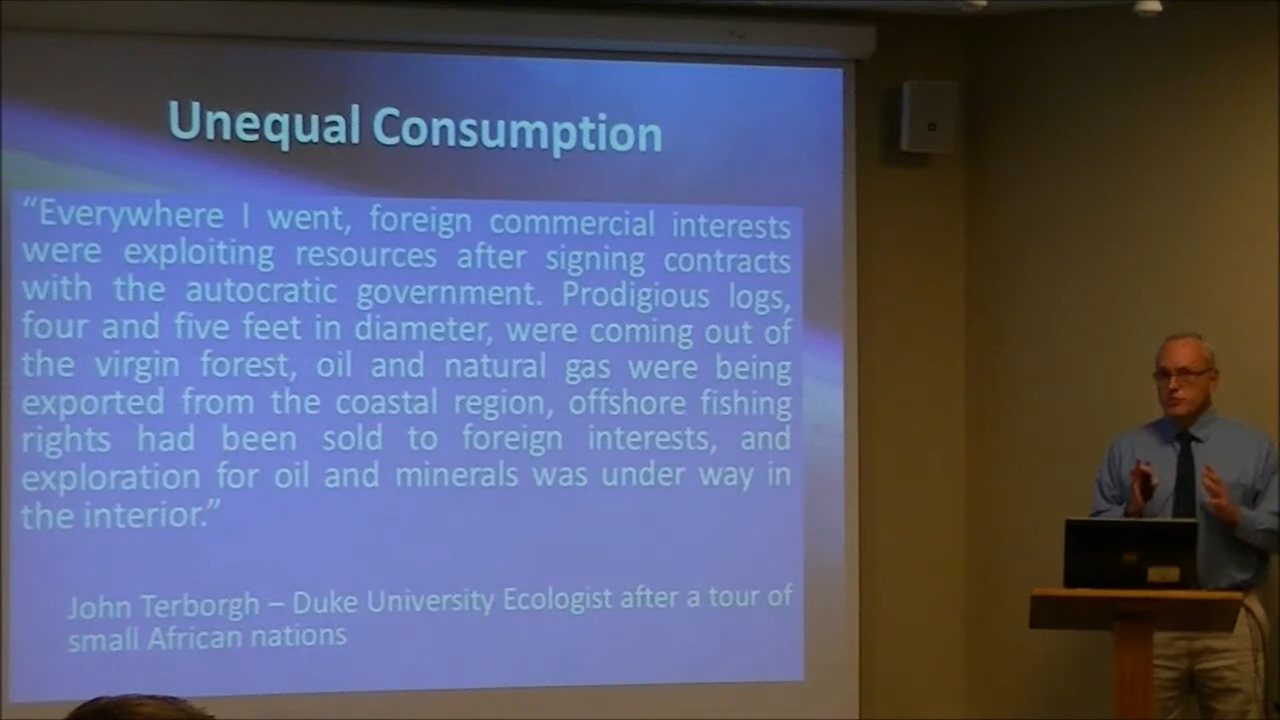 Unequal Consumption
“Everywhere I went, foreign commercial interests
were exploiting resources after signing contracts
with the autocratic government. Prodigious logs,
four and five feet in diameter, were coming out of
the virgin forest, oil and natural gas were being
exported from the coastal region, offshore fishing
rights had been sold to foreign interests, and
exploration for oil and minerals was under way in
the interior.”
John Terborgh – Duke University Ecologist after a tour of
small African nations